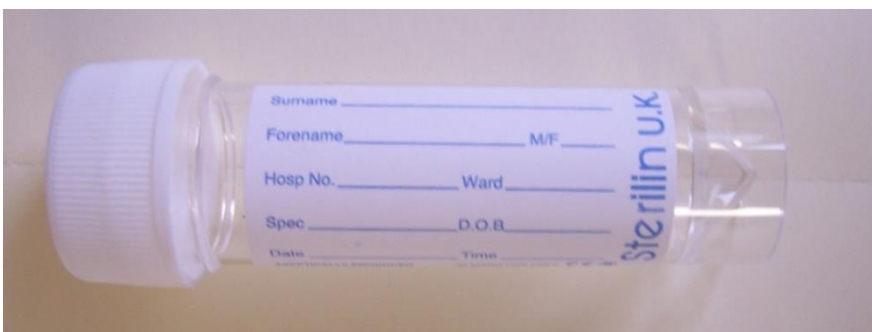 Surname
Forename M/F
Hosp No. Ward
Spec D.O.B
Date Time
Sterilin U.K